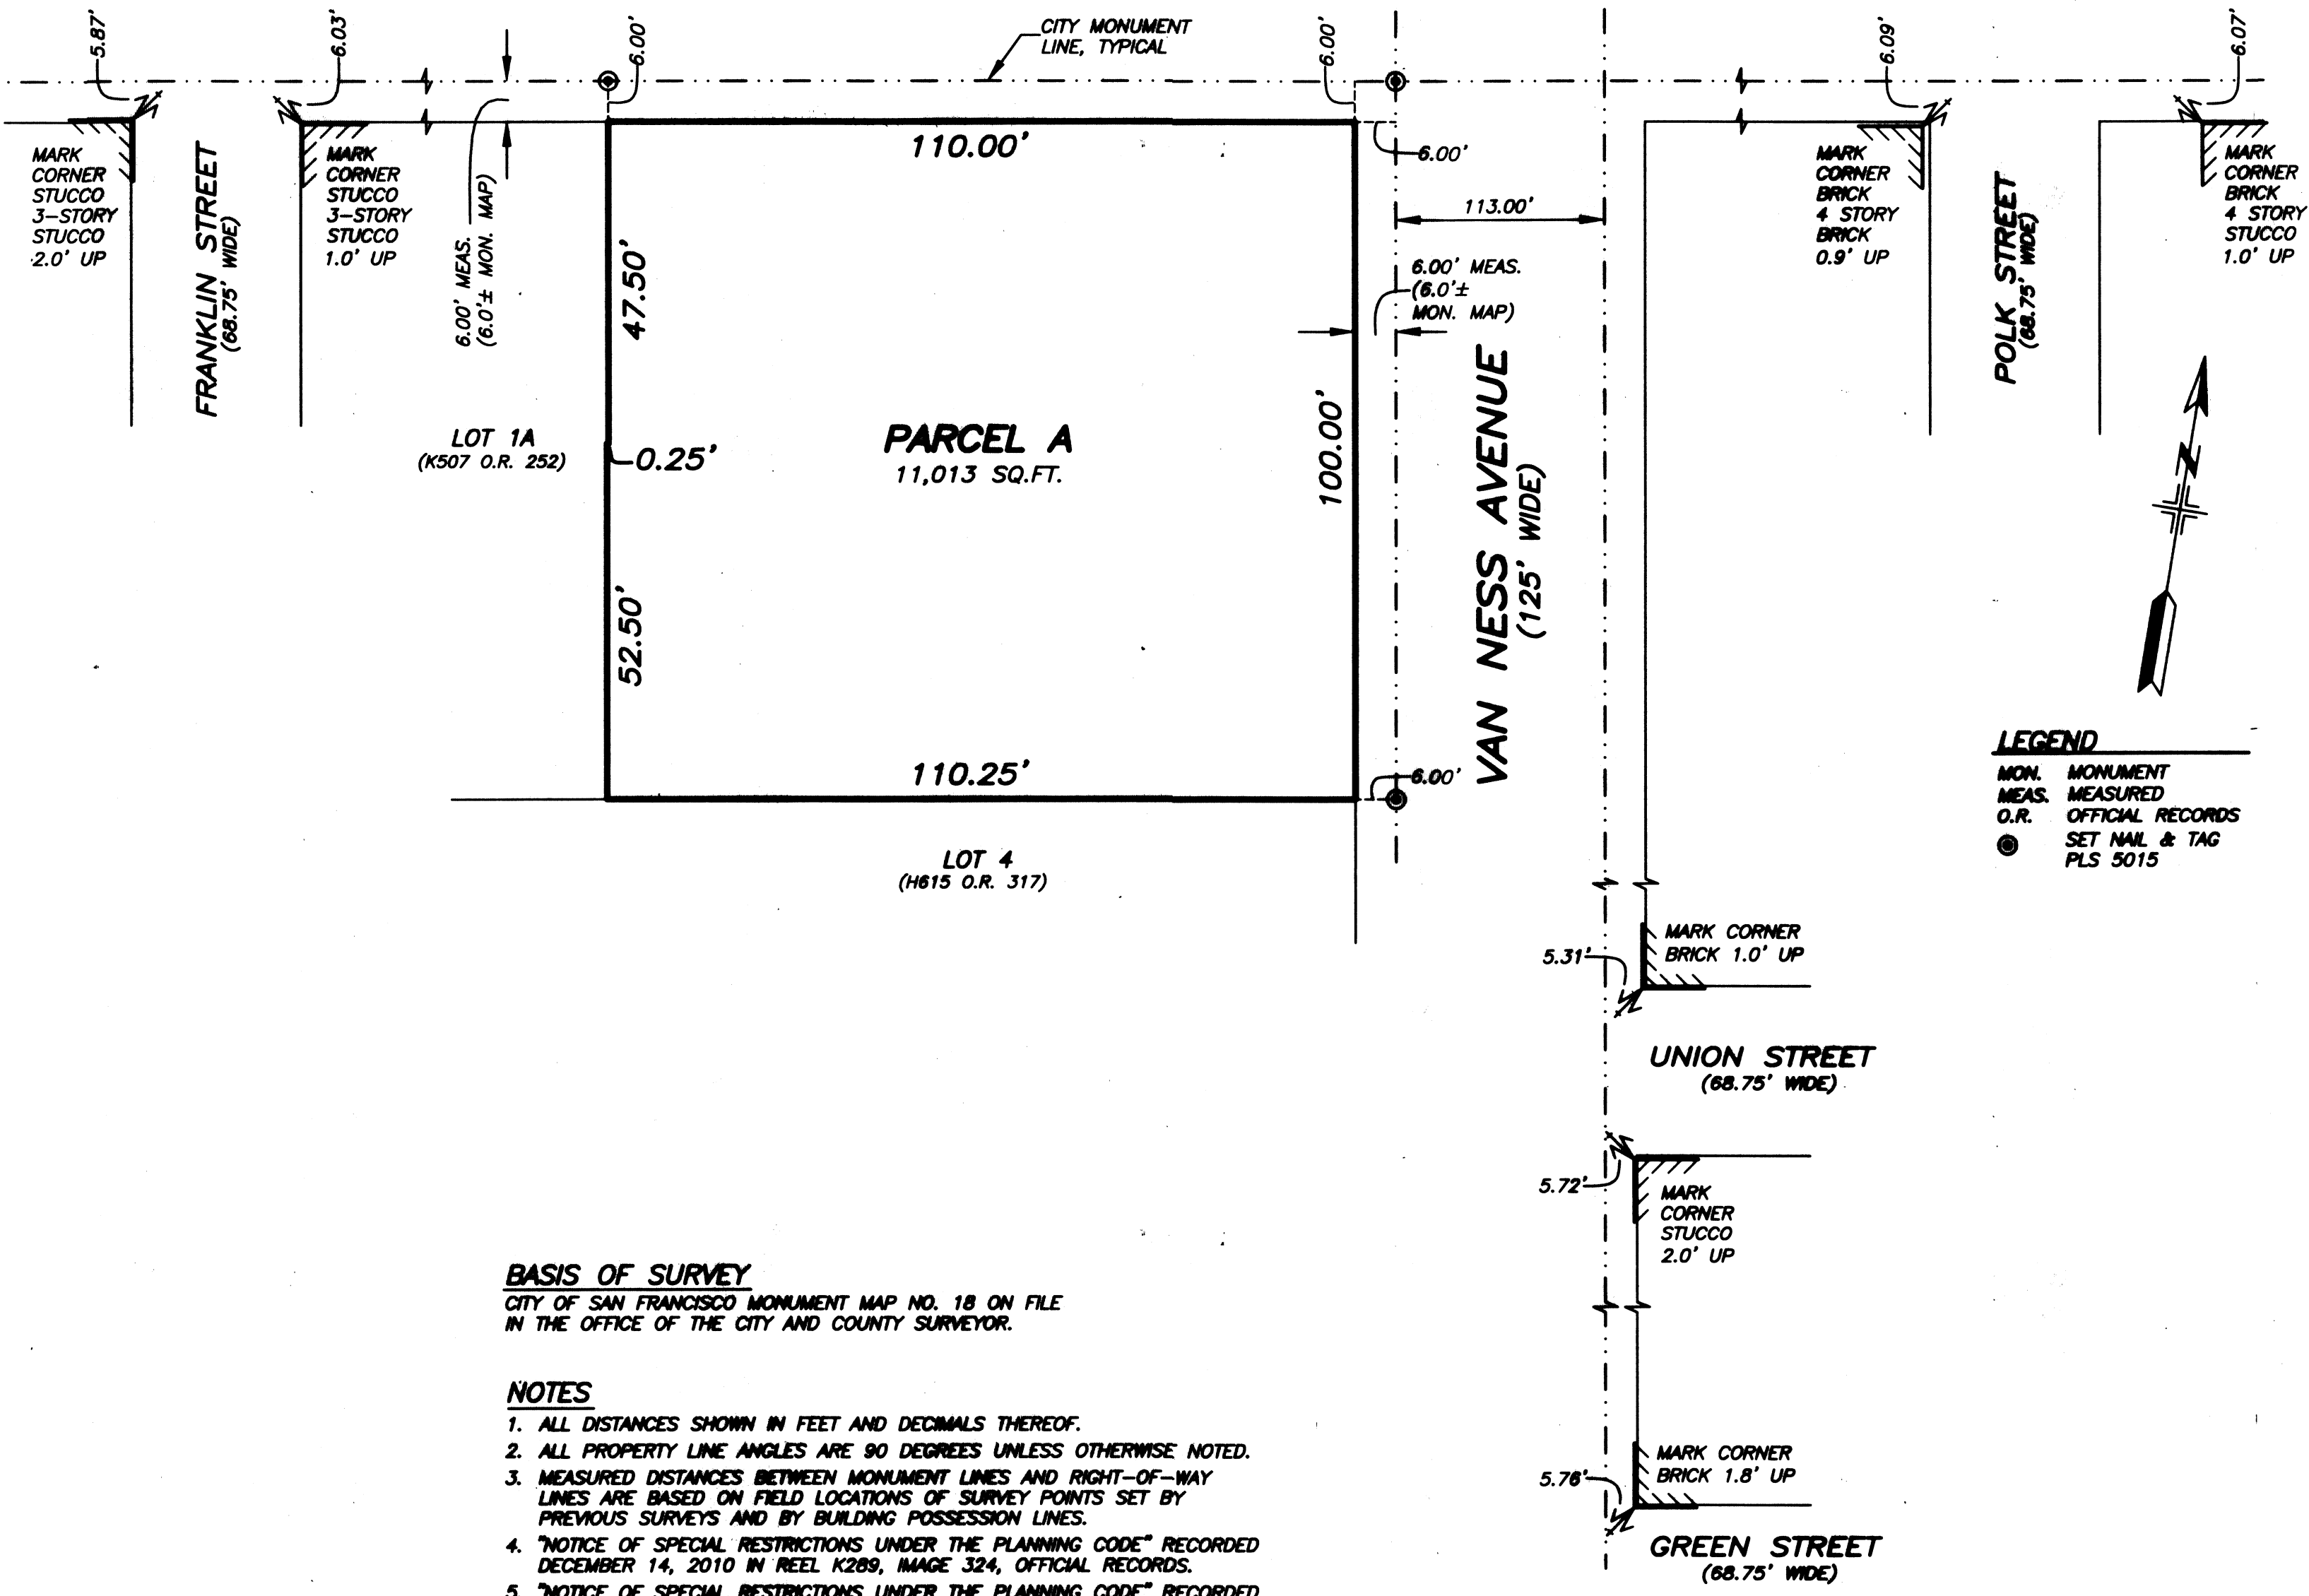 5.87'
6.03'
6.00'
CITY MONUMENT
LINE, TYPICAL
6.00'
6.09'
6.07'
MARK
CORNER
STUCCO
3-STORY
STUCCO
2.0' UP
FRANKLIN STREET
(68.75' WIDE)
MARK
CORNER
STUCCO
3-STORY
STUCCO
1.0' UP
6.00' MEAS.
(6.0'± MON. MAP)
110.00'
6.00'
113.00'
6.00' MEAS.
(6.0'±
MON. MAP)
MARK
CORNER
BRICK
4 STORY
BRICK
0.9' UP
POLK STREET
(68.75' WIDE)
MARK
CORNER
BRICK
4 STORY
STUCCO
1.0' UP
47.50'
LOT 1A
(K507 O.R. 252)
0.25'
PARCEL A
11,013 SQ.FT.
100.00'
VAN NESS AVENUE
(125' WIDE)
N
52.50'
110.25'
6.00'
LOT 4
(H615 O.R. 317)
LEGEND
MON. MONUMENT
MEAS. MEASURED
O.R. OFFICIAL RECORDS
SET NAIL & TAG
PLS 5015
5.31'
MARK CORNER
BRICK 1.0' UP
UNION STREET
(68.75' WIDE)
5.72'
MARK
CORNER
STUCCO
2.0' UP
5.76'
MARK CORNER
BRICK 1.8' UP
GREEN STREET
(68.75' WIDE)
BASIS OF SURVEY
CITY OF SAN FRANCISCO MONUMENT MAP NO. 18 ON FILE
IN THE OFFICE OF THE CITY AND COUNTY SURVEYOR.
NOTES
1. ALL DISTANCES SHOWN IN FEET AND DECIMALS THEREOF.
2. ALL PROPERTY LINE ANGLES ARE 90 DEGREES UNLESS OTHERWISE NOTED.
3. MEASURED DISTANCES BETWEEN MONUMENT LINES AND RIGHT-OF-WAY
LINES ARE BASED ON FIELD LOCATIONS OF SURVEY POINTS SET BY
PREVIOUS SURVEYS AND BY BUILDING POSSESSION LINES.
4. "NOTICE OF SPECIAL RESTRICTIONS UNDER THE PLANNING CODE" RECORDED
DECEMBER 14, 2010 IN REEL K289, IMAGE 324, OFFICIAL RECORDS.
5. "NOTICE OF SPECIAL RESTRICTIONS UNDER THE PLANNING CODE" RECORDED